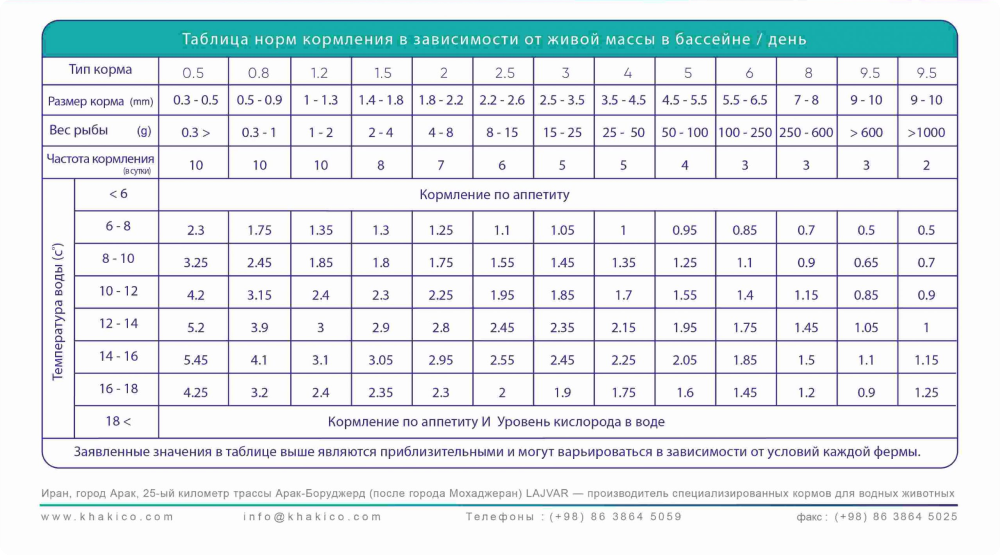 Таблица норм кормления в зависимости от живой массы в бассейне / день
Тип корма 0.5 0.8 1.2 1.5 2 2.5 3 4 5 6 8 9.5 9.5
Размер корма (mm) 0.3 - 0.5 0.5 - 0.9 1 - 1.3 1.4 - 1.8 1.8 - 2.2 2.2 - 2.6 2.5 - 3.5 3.5 - 4.5 4.5 - 5.5 5.5 - 6.5 7 - 8 9 - 10 9 - 10
Вес рыбы (g) 0.3 > 0.3 - 1 1 - 2 2 - 4 4 - 8 8 - 15 15 - 25 25 - 50 50 - 100 100 - 250 250 - 600 > 600 >1000
Частота кормления (в сутки) 10 10 10 8 7 6 5 5 4 3 3 3 2
Температура воды (c°)
< 6 Кормление по аппетиту
6 - 8 2.3 1.75 1.35 1.3 1.25 1.1 1.05 1 0.95 0.85 0.7 0.5 0.5
8 - 10 3.25 2.45 1.85 1.8 1.75 1.55 1.45 1.35 1.25 1.1 0.9 0.65 0.7
10 - 12 4.2 3.15 2.4 2.3 2.25 1.95 1.85 1.7 1.55 1.4 1.15 0.85 0.9
12 - 14 5.2 3.9 3 2.9 2.8 2.45 2.35 2.15 1.95 1.75 1.45 1.05 1
14 - 16 5.45 4.1 3.1 3.05 2.95 2.55 2.45 2.25 2.05 1.85 1.5 1.1 1.15
16 - 18 4.25 3.2 2.4 2.35 2.3 2 1.9 1.75 1.6 1.45 1.2 0.9 1.25
18 < Кормление по аппетиту И Уровень кислорода в воде
Заявленные значения в таблице выше являются приблизительными и могут варьироваться в зависимости от условий каждой фермы.
Иран, город Арак, 25-ый километр трассы Арак-Боруджерд (после города Мохаджеран) LAJVAR — производитель специализированных кормов для водных животных
www.khakico.com info@khakico.com Телефоны : (+98) 86 3864 5059 факс : (+98) 86 3864 5025